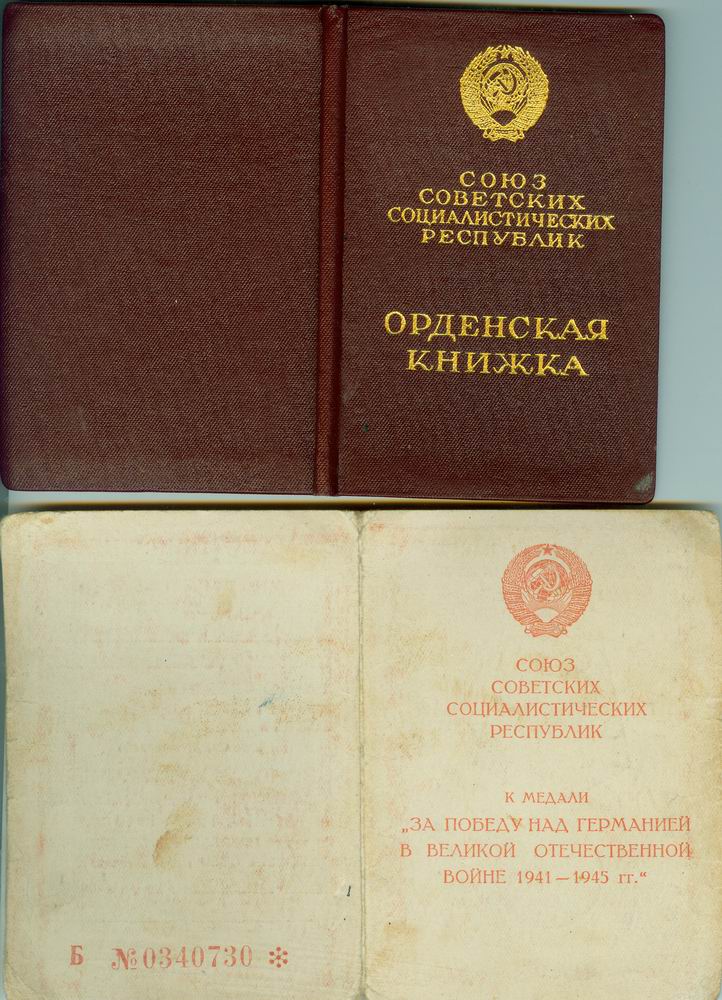 СОЮЗ
СОВЕТСКИХ
СОЦИАЛИСТИЧЕСКИХ
РЕСПУБЛИК
ОРДЕНСКАЯ
КНИЖКА
СОЮЗ
СОВЕТСКИХ
СОЦИАЛИСТИЧЕСКИХ
РЕСПУБЛИК
К МЕДАЛИ
„ЗА ПОБЕДУ НАД ГЕРМАНИЕЙ
В ВЕЛИКОЙ ОТЕЧЕСТВЕННОЙ
ВОЙНЕ 1941—1945 гг.“
Б №0340730 *